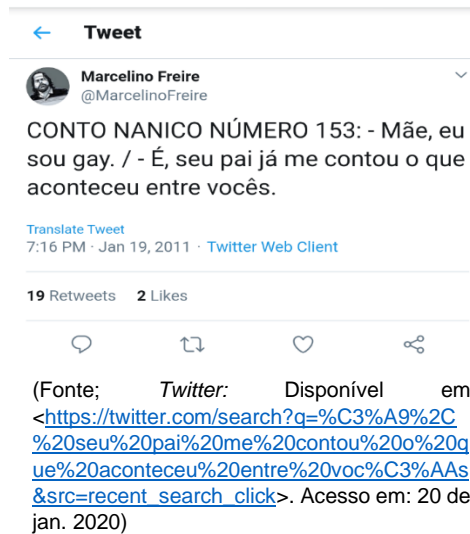 ← Tweet
Marcelino Freire
@MarcelinoFreire
CONTO NANICO NÚMERO 153: - Mãe, eu
sou gay. / - É, seu pai já me contou o que
aconteceu entre vocês.
Translate Tweet
7:16 PM · Jan 19, 2011 · Twitter Web Client
19 Retweets 2 Likes
(Fonte; Twitter: Disponível em
<https://twitter.com/search?q=%C3%A9%2C
%20seu%20pai%20me%20contou%20o%20q
ue%20aconteceu%20entre%20voc%C3%AAs
&src=recent_search_click>. Acesso em: 20 de
jan. 2020)